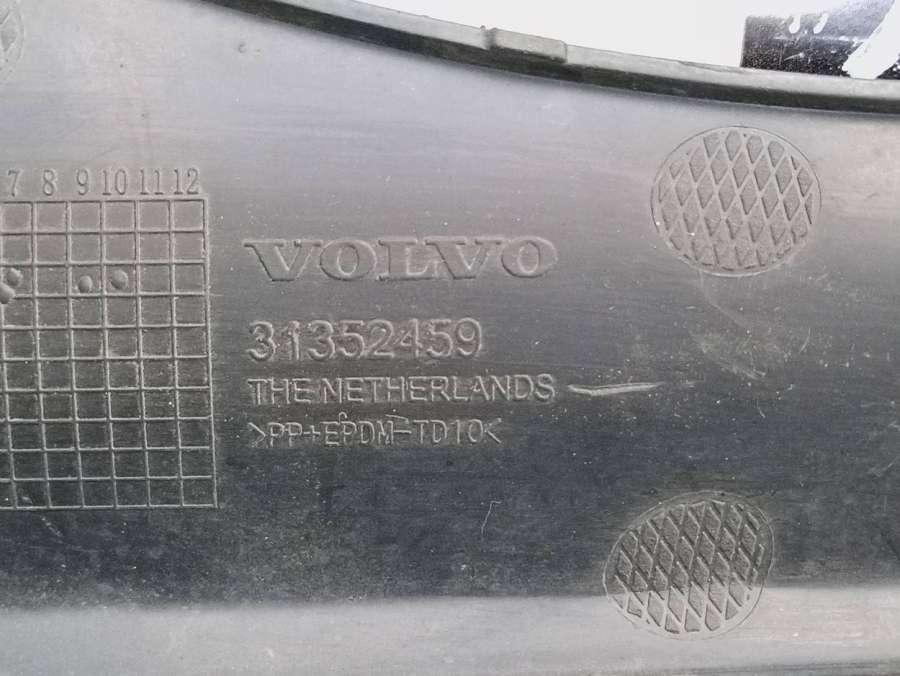 7 8 9 10 11 12
VOLVO
31352459
THE NETHERLANDS
>PP+EPDM-TD10<